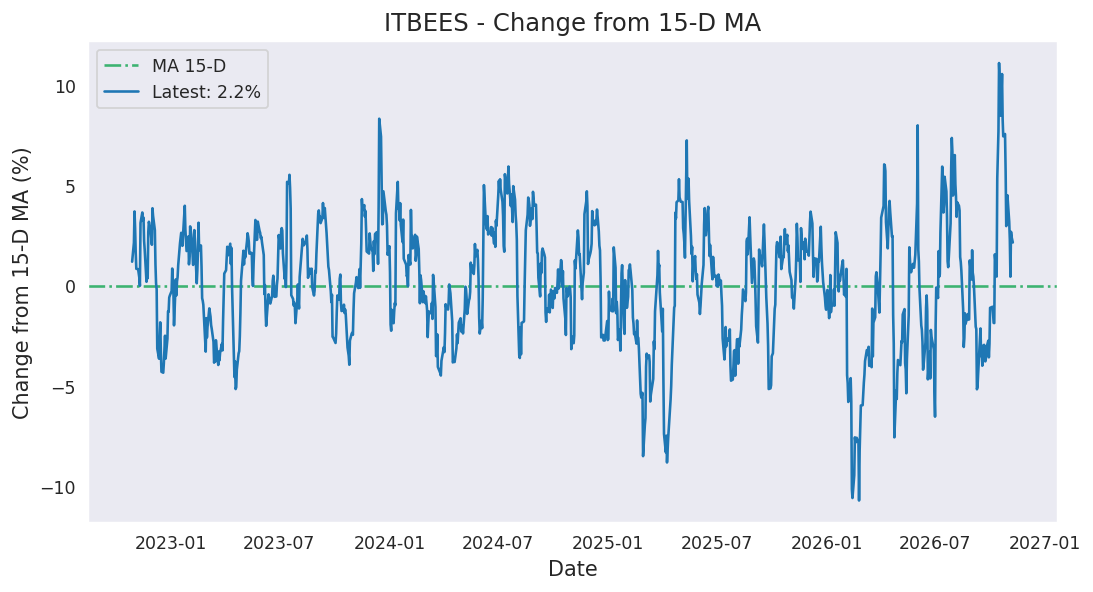 ITBEES - Change from 15-D MA
MA 15-D
Latest: 2.2%
Change from 15-D MA (%)
10
5
0
−5
−10
2023-01
2023-07
2024-01
2024-07
2025-01
2025-07
2026-01
2026-07
2027-01
Date